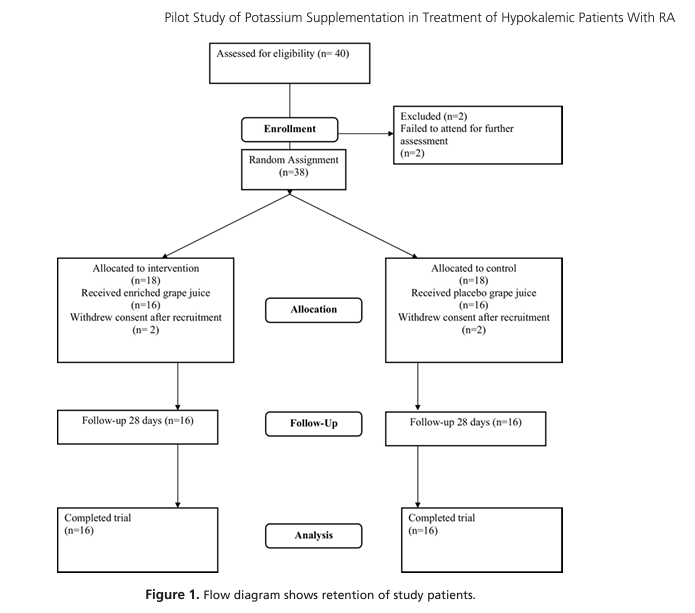 Pilot Study of Potassium Supplementation in Treatment of Hypokalemic Patients With RA
Assessed for eligibility (n= 40)
Enrollment
Excluded (n=2)
Failed to attend for further
assessment
(n=2)
Random Assignment
(n=38)
Allocated to intervention
(n=18)
Received enriched grape juice
(n=16)
Withdrew consent after recruitment
(n= 2)
Allocation
Allocated to control
(n=18)
Received placebo grape juice
(n=16)
Withdrew consent after recruitment
(n=2)
Follow-up 28 days (n=16)
Follow-Up
Follow-up 28 days (n=16)
Completed trial
(n=16)
Analysis
Completed trial
(n=16)
Figure 1. Flow diagram shows retention of study patients.